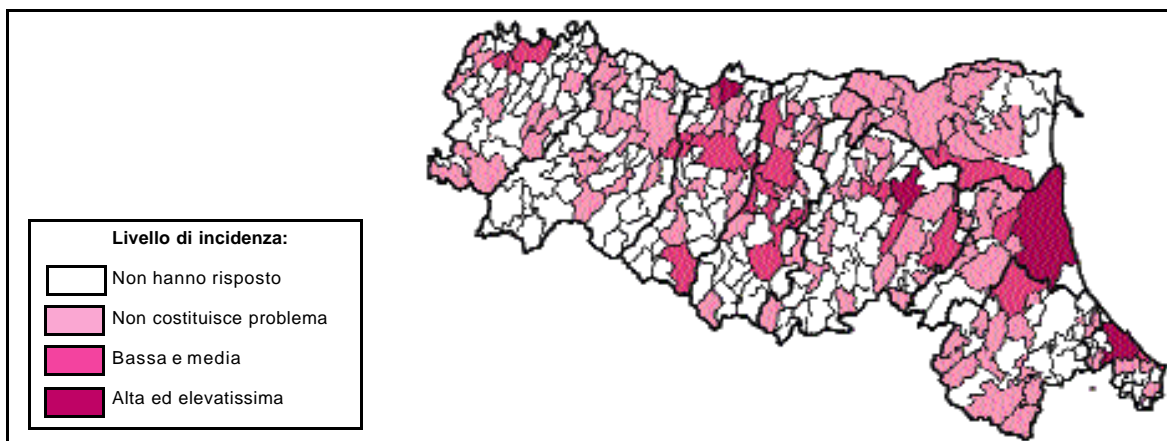 Livello di incidenza:
Non hanno risposto
Non costituisce problema
Bassa e media
Alta ed elevatissima